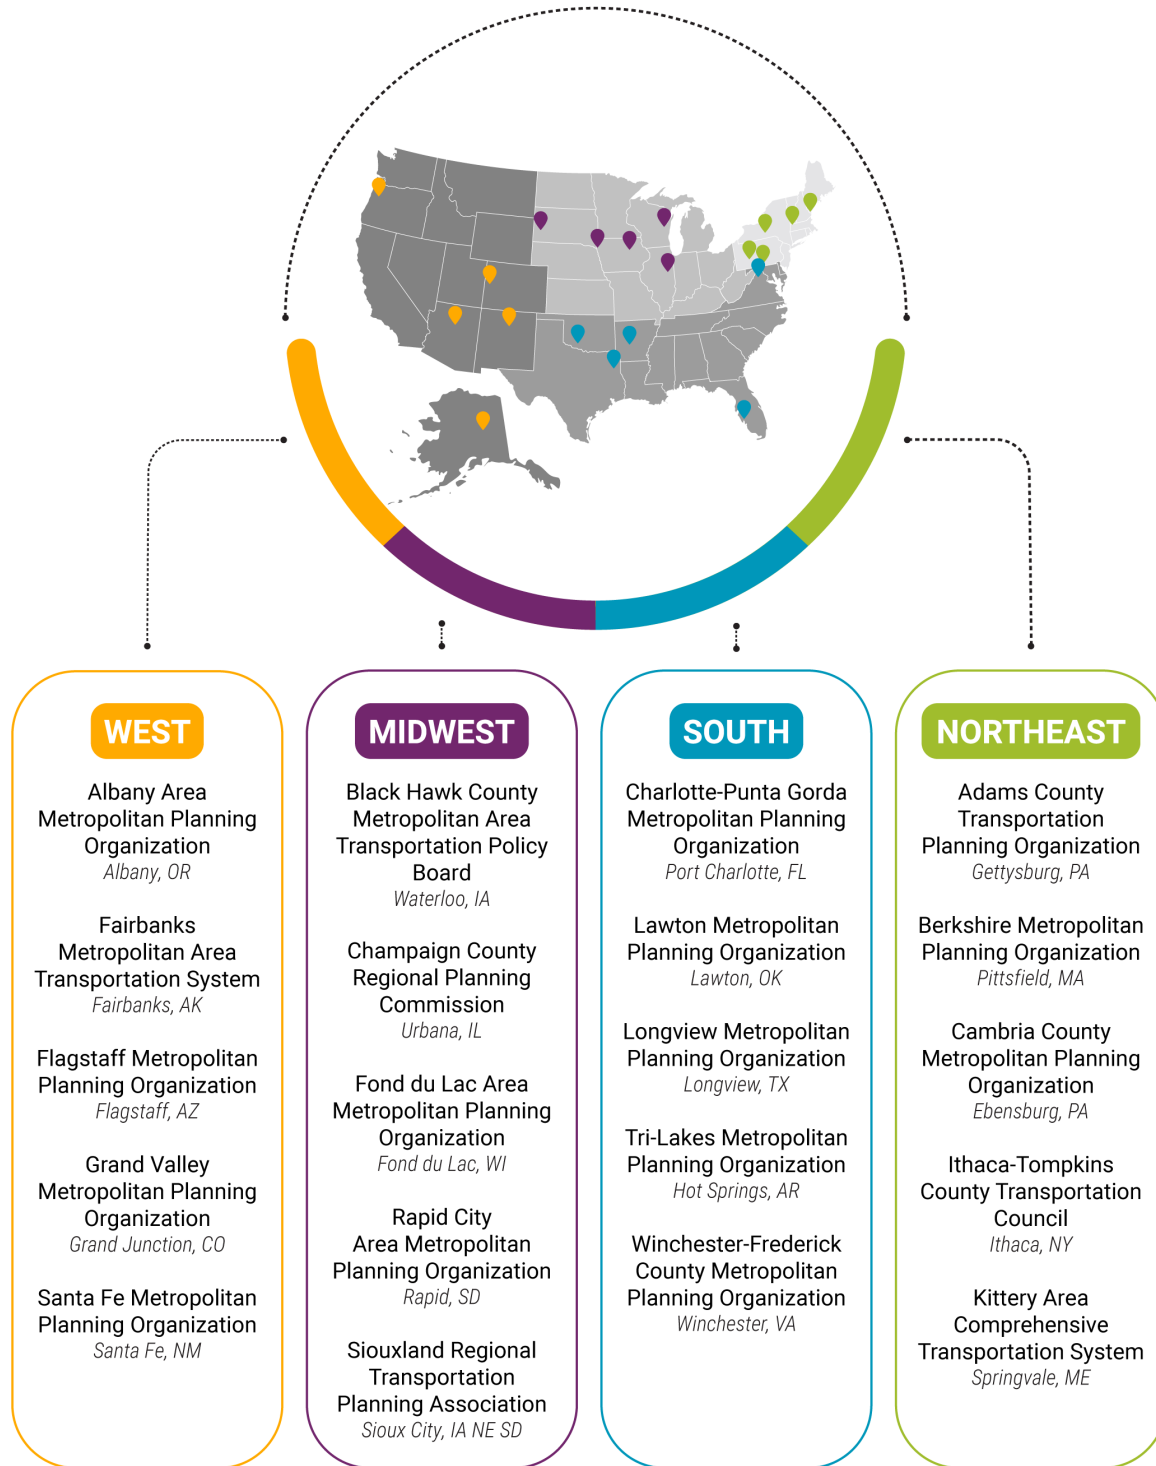 WEST
Albany Area
Metropolitan Planning
Organization
Albany, OR
Fairbanks
Metropolitan Area
Transportation System
Fairbanks, AK
Flagstaff Metropolitan
Planning Organization
Flagstaff, AZ
Grand Valley
Metropolitan Planning
Organization
Grand Junction, CO
Santa Fe Metropolitan
Planning Organization
Santa Fe, NM
MIDWEST
Black Hawk County
Metropolitan Area
Transportation Policy
Board
Waterloo, IA
Champaign County
Regional Planning
Commission
Urbana, IL
Fond du Lac Area
Metropolitan Planning
Organization
Fond du Lac, WI
Rapid City
Area Metropolitan
Planning Organization
Rapid, SD
Siouxland Regional
Transportation
Planning Association
Sioux City, IA NE SD
SOUTH
Charlotte-Punta Gorda
Metropolitan Planning
Organization
Port Charlotte, FL
Lawton Metropolitan
Planning Organization
Lawton, OK
Longview Metropolitan
Planning Organization
Longview, TX
Tri-Lakes Metropolitan
Planning Organization
Hot Springs, AR
Winchester-Frederick
County Metropolitan
Planning Organization
Winchester, VA
NORTHEAST
Adams County
Transportation
Planning Organization
Gettysburg, PA
Berkshire Metropolitan
Planning Organization
Pittsfield, MA
Cambria County
Metropolitan Planning
Organization
Ebensburg, PA
Ithaca-Tompkins
County Transportation
Council
Ithaca, NY
Kittery Area
Comprehensive
Transportation System
Springvale, ME